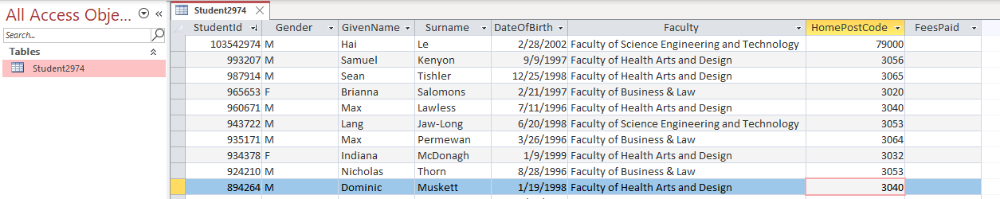 All Access Obje...
Search...
Tables
Student2974
Student2974
StudentId Gender GivenName Surname DateOfBirth Faculty HomePostCode FeesPaid
103542974 M Hai Le 2/28/2002 Faculty of Science Engineering and Technology 79000
993207 M Samuel Kenyon 9/9/1997 Faculty of Health Arts and Design 3056
987914 M Sean Tishler 12/25/1998 Faculty of Health Arts and Design 3065
965653 F Brianna Salomons 2/21/1997 Faculty of Business & Law 3020
960671 M Max Lawless 7/11/1996 Faculty of Health Arts and Design 3040
943722 M Lang Jaw-Long 6/20/1998 Faculty of Science Engineering and Technology 3053
935171 M Max Permewan 3/26/1996 Faculty of Business & Law 3064
934378 F Indiana McDonagh 1/9/1999 Faculty of Health Arts and Design 3032
924210 M Nicholas Thorn 8/28/1996 Faculty of Business & Law 3053
894264 M Dominic Muskett 1/19/1998 Faculty of Health Arts and Design 3040